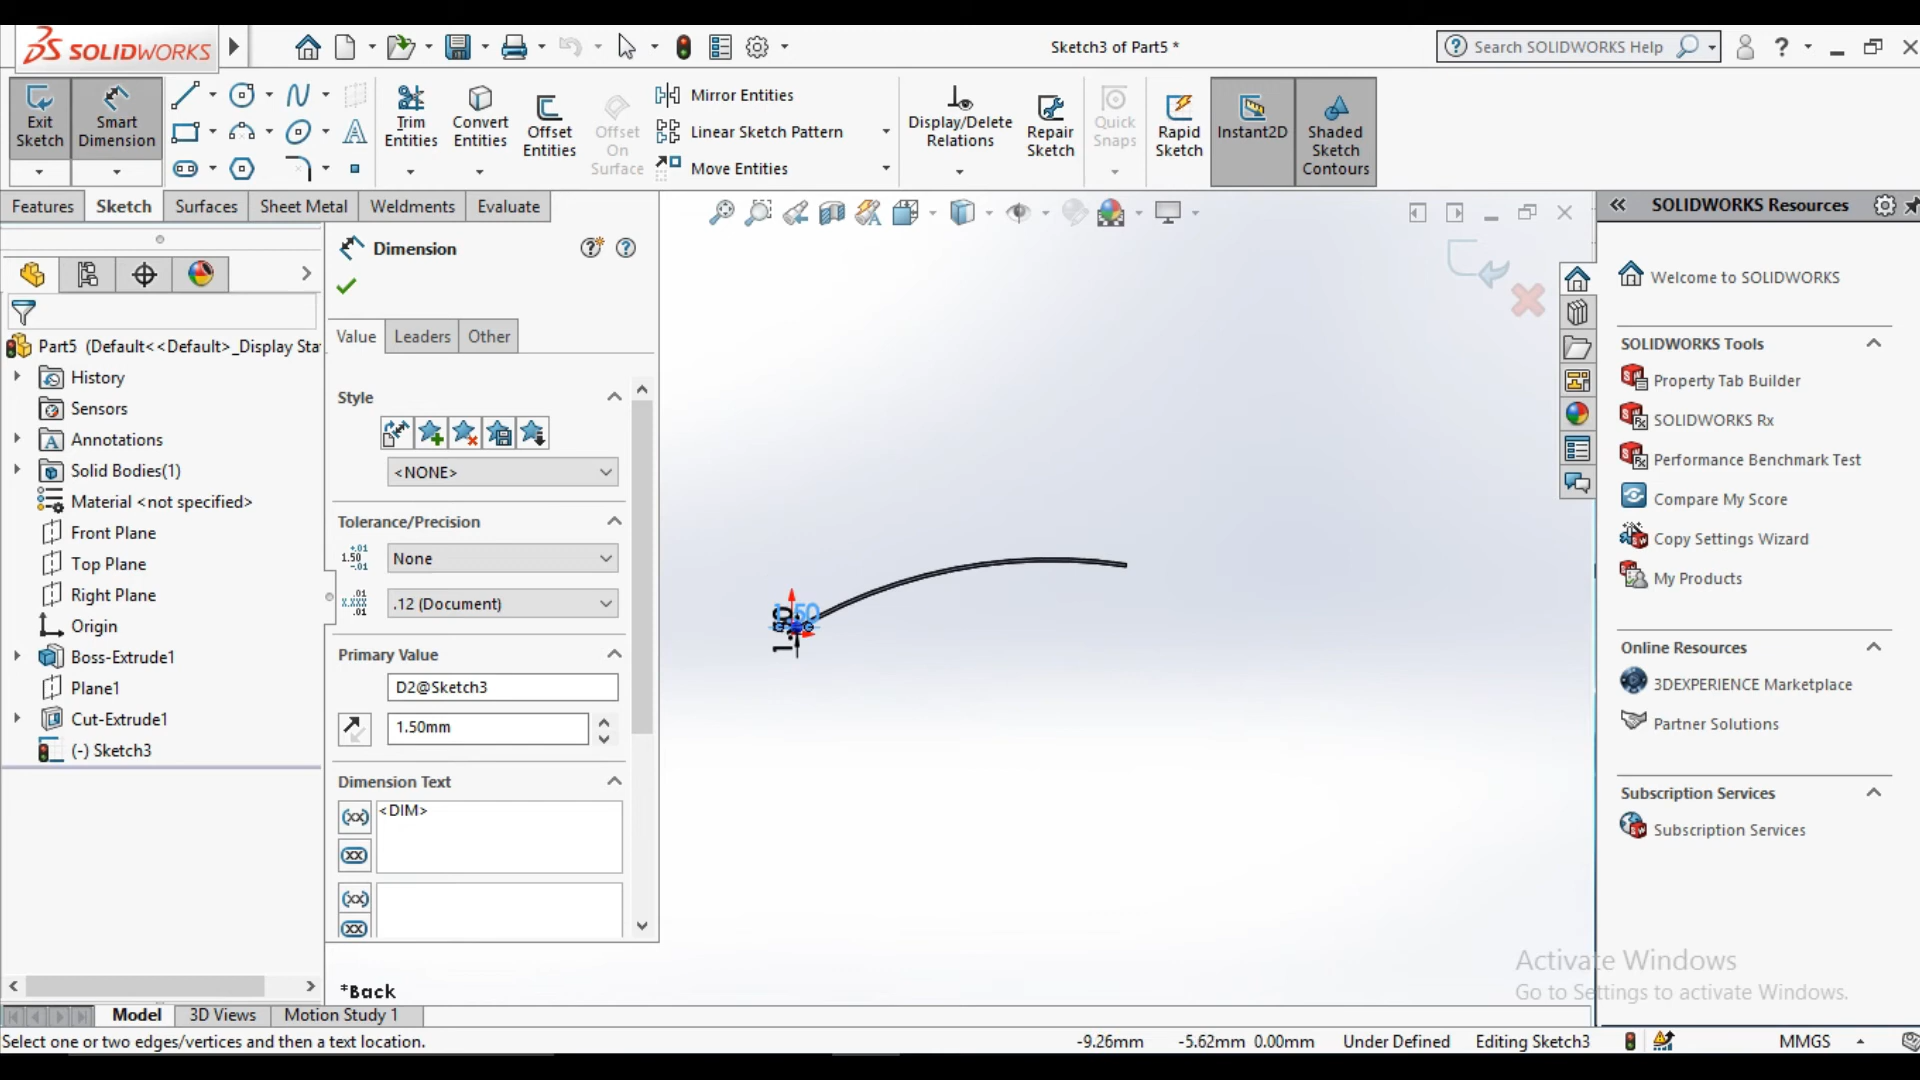 SOLIDWORKS
Sketch3 of Part5 *
Search SOLIDWORKS Help
Exit Sketch
Smart Dimension
Trim Entities
Convert Entities
Offset Entities
Offset On Surface
Mirror Entities
Linear Sketch Pattern
Move Entities
Display/Delete Relations
Repair Sketch
Quick Snaps
Rapid Sketch
Instant2D
Shaded Sketch Contours
Features Sketch Surfaces Sheet Metal Weldments Evaluate
SOLIDWORKS Resources
Part5 (Default<<Default>_Display Sta
History
Sensors
Annotations
Solid Bodies(1)
Material <not specified>
Front Plane
Top Plane
Right Plane
Origin
Boss-Extrude1
Plane1
Cut-Extrude1
(-) Sketch3
Dimension
Value Leaders Other
Style
<NONE>
Tolerance/Precision
None
.12 (Document)
Primary Value
D2@Sketch3
1.50mm
Dimension Text
<DIM>
*Back
Welcome to SOLIDWORKS
SOLIDWORKS Tools
Property Tab Builder
SOLIDWORKS Rx
Performance Benchmark Test
Compare My Score
Copy Settings Wizard
My Products
Online Resources
3DEXPERIENCE Marketplace
Partner Solutions
Subscription Services
Subscription Services
Activate Windows
Go to Settings to activate Windows.
Model 3D Views Motion Study 1
Select one or two edges/vertices and then a text location.
-9.26mm -5.62mm 0.00mm Under Defined Editing Sketch3 MMGS